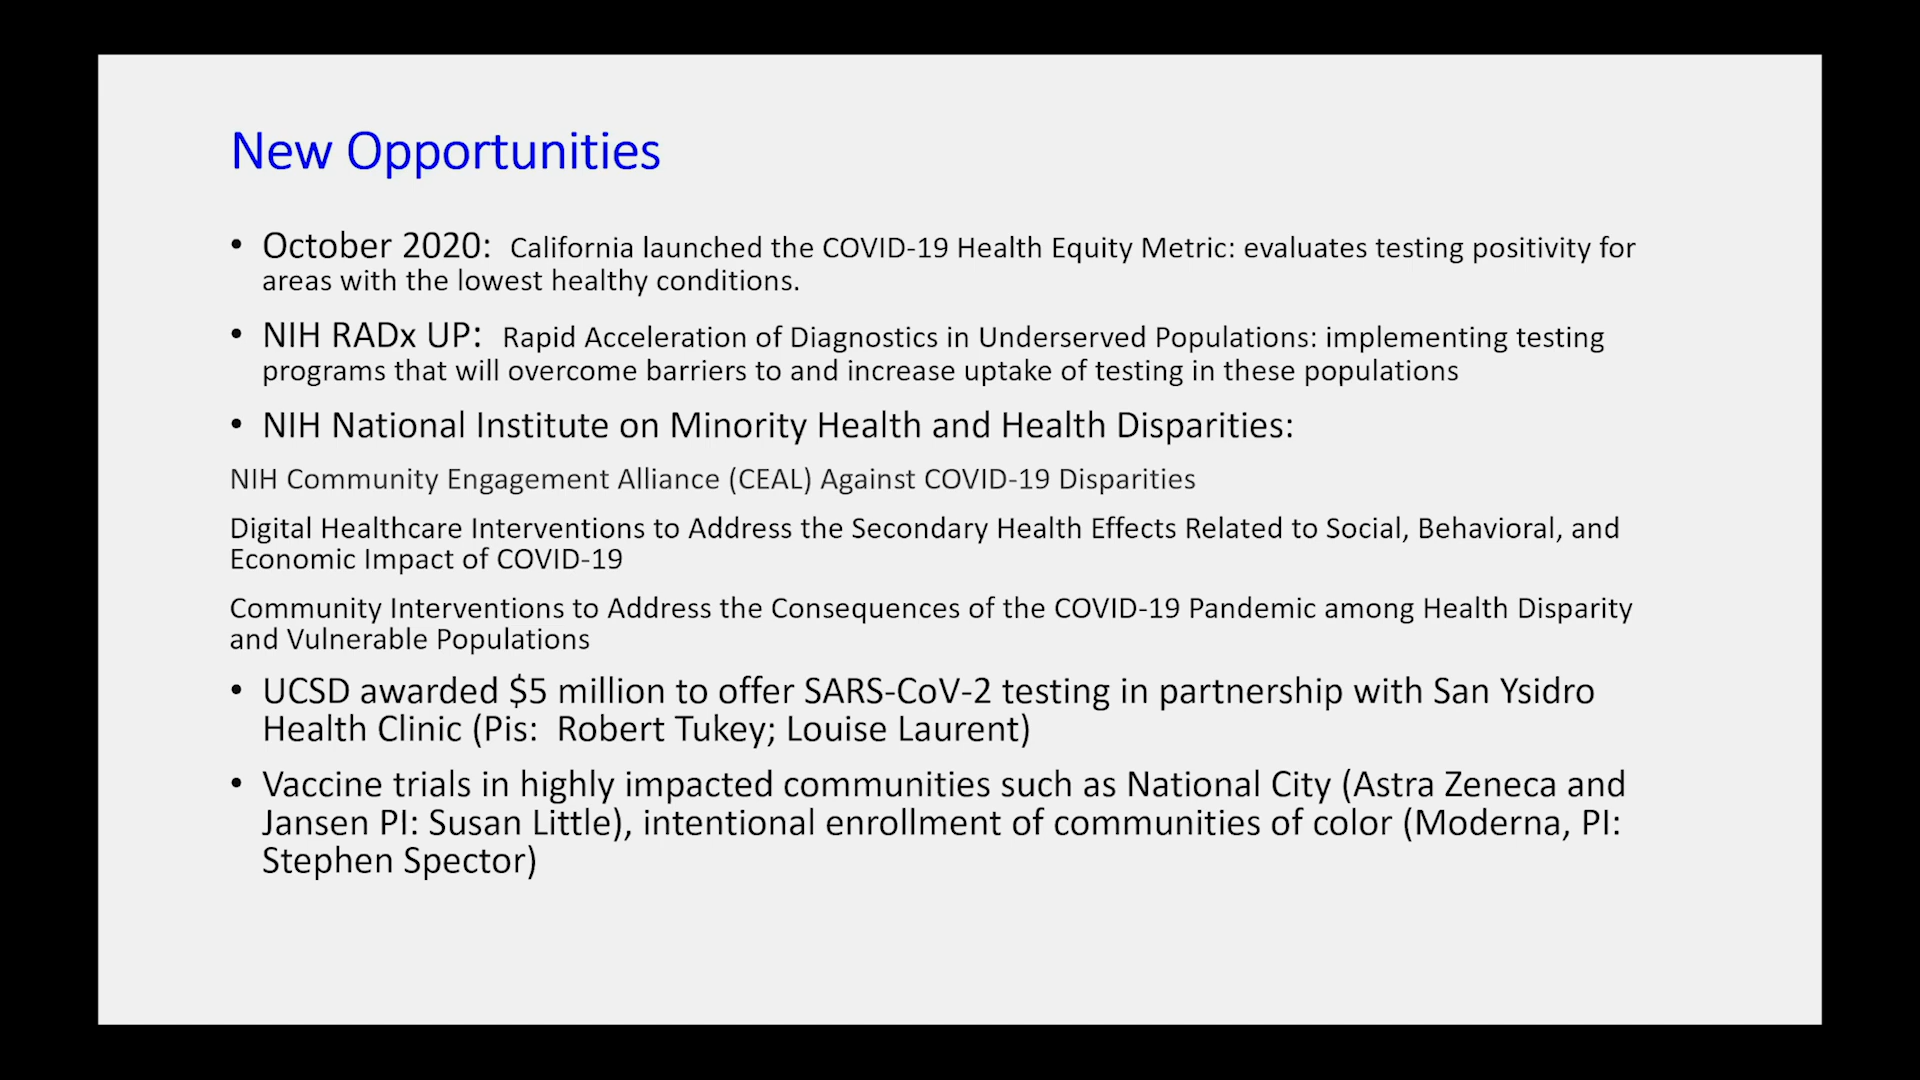 New Opportunities
• October 2020: California launched the COVID-19 Health Equity Metric: evaluates testing positivity for
areas with the lowest healthy conditions.
• NIH RADx UP: Rapid Acceleration of Diagnostics in Underserved Populations: implementing testing
programs that will overcome barriers to and increase uptake of testing in these populations
• NIH National Institute on Minority Health and Health Disparities:
NIH Community Engagement Alliance (CEAL) Against COVID-19 Disparities
Digital Healthcare Interventions to Address the Secondary Health Effects Related to Social, Behavioral, and
Economic Impact of COVID-19
Community Interventions to Address the Consequences of the COVID-19 Pandemic among Health Disparity
and Vulnerable Populations
• UCSD awarded $5 million to offer SARS-CoV-2 testing in partnership with San Ysidro
Health Clinic (Pis: Robert Tukey; Louise Laurent)
• Vaccine trials in highly impacted communities such as National City (Astra Zeneca and
Jansen PI: Susan Little), intentional enrollment of communities of color (Moderna, PI:
Stephen Spector)